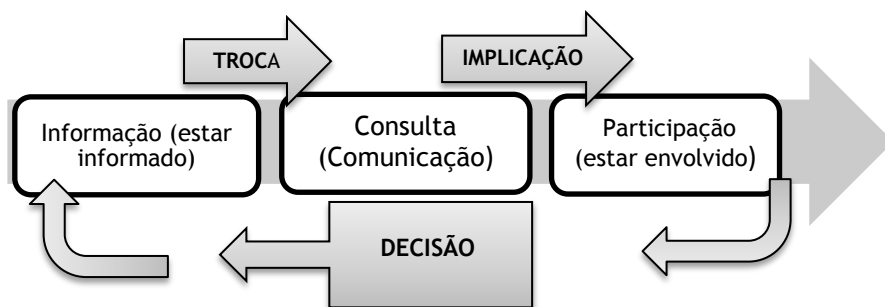 TROCA
IMPLICAÇÃO
Informação (estar
informado)
Consulta
(Comunicação)
Participação
(estar envolvido)
DECISÃO